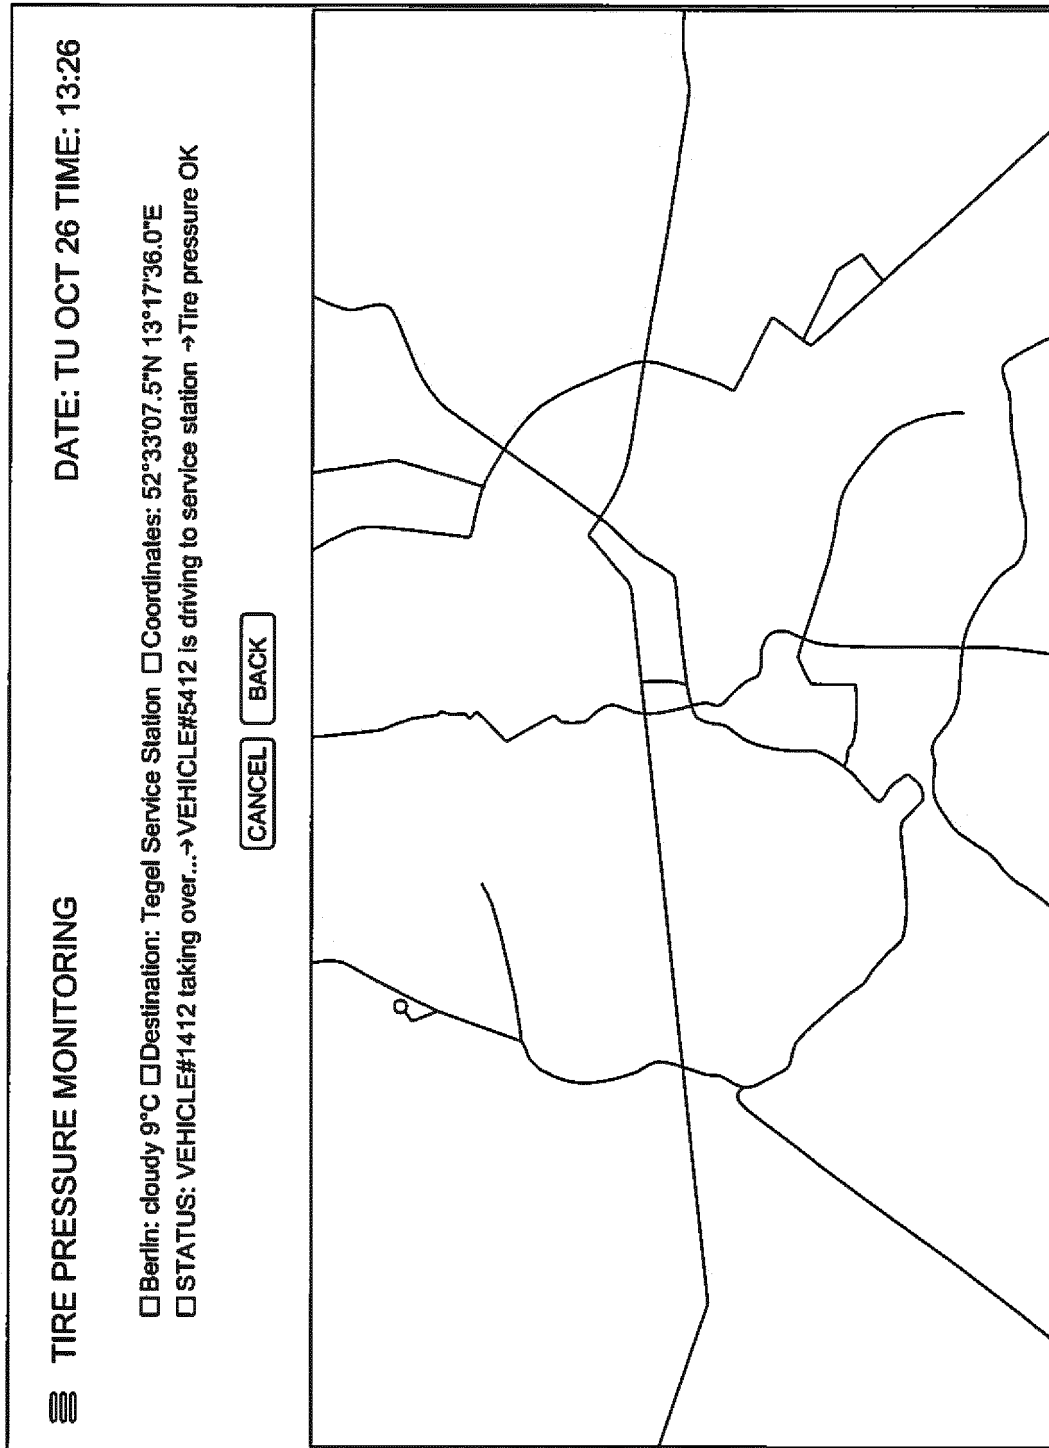 TIRE PRESSURE MONITORING DATE: TU OCT 26 TIME: 13:26
Berlin: cloudy 9°C Destination: Tegel Service Station Coordinates: 52°33'07.5"N 13°17'36.0"E
STATUS: VEHICLE#1412 taking over...→VEHICLE#5412 is driving to service station →Tire pressure OK
CANCEL BACK